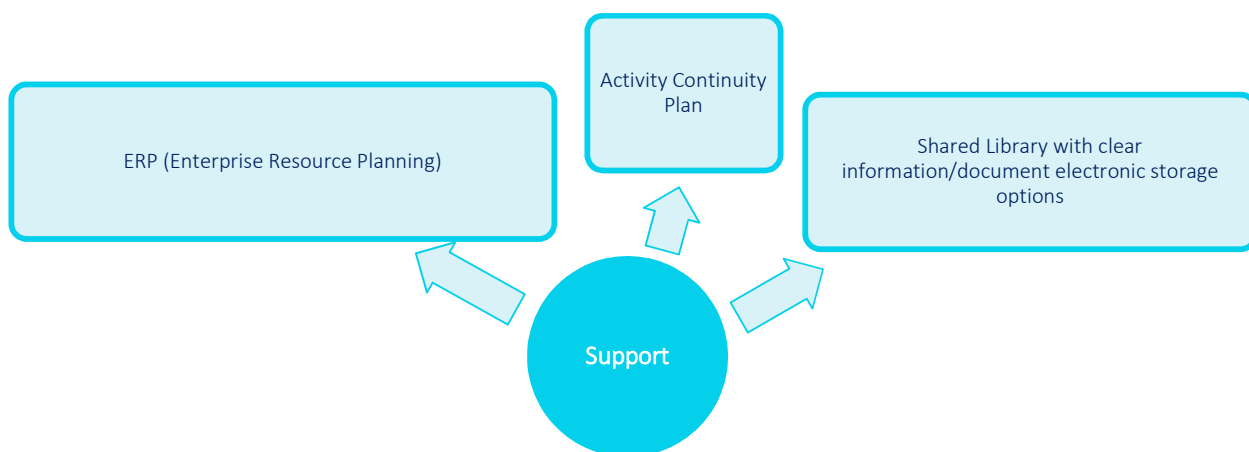 Activity Continuity
Plan
ERP (Enterprise Resource Planning)
Shared Library with clear
information/document electronic storage
options
Support